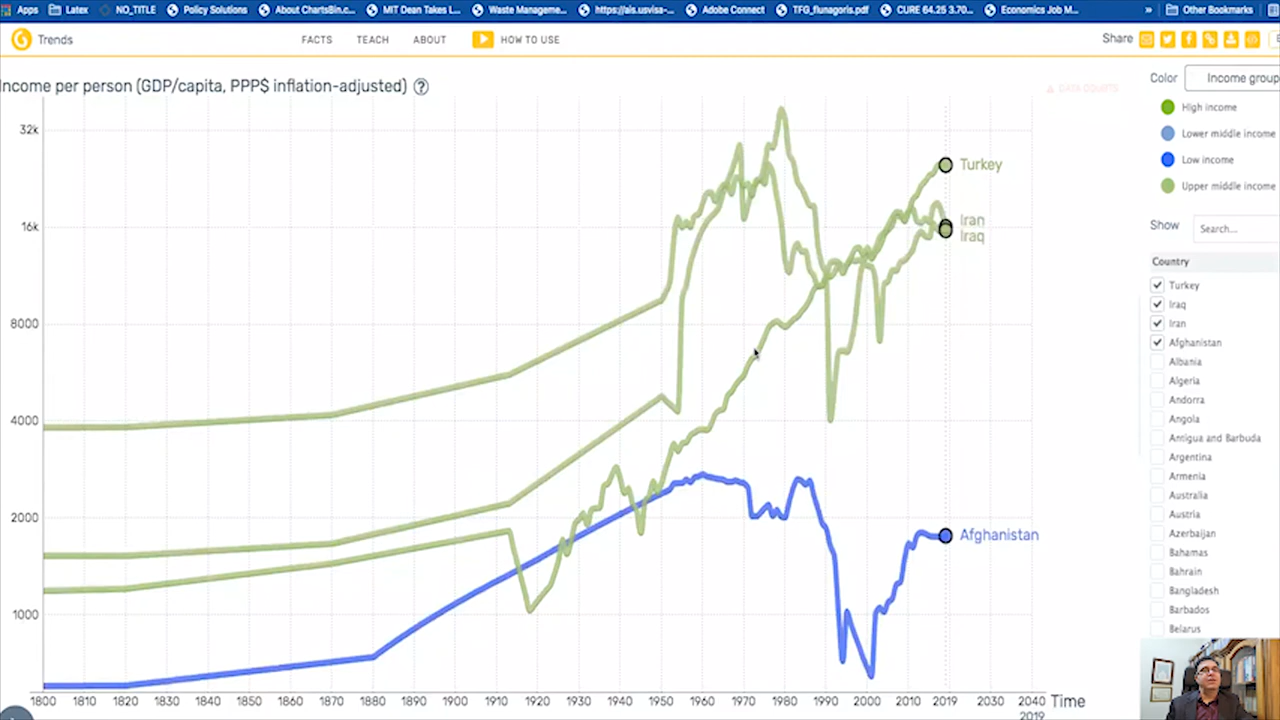 Apps Latex NO_TITLE Policy Solutions About ChartsBin.c... MIT Dean Takes L... Waste Manageme... https://ais.usvisa-... Adobe Connect TFG_flunagoris.pdf CURE 64.25 3.70... Economics Job M... » Other Bookmarks
Trends FACTS TEACH ABOUT HOW TO USE Share
Income per person (GDP/capita, PPP$ inflation-adjusted) ?
DATA DOUBTS
Color Income group
High income
Lower middle income
Low income
Upper middle income
Show Search...
Country
Turkey
Iraq
Iran
Afghanistan
Albania
Algeria
Andorra
Angola
Antigua and Barbuda
Argentina
Armenia
Australia
Austria
Azerbaijan
Bahamas
Bahrain
Bangladesh
Barbados
Belarus
32k
16k
8000
4000
2000
1000
Turkey
Iran
Iraq
Afghanistan
1800 1810 1820 1830 1840 1850 1860 1870 1880 1890 1900 1910 1920 1930 1940 1950 1960 1970 1980 1990 2000 2010 2019 2030 2040 Time
2019